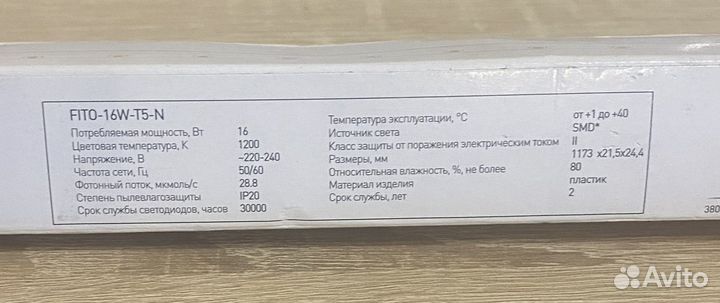 FITO-16W-T5-N
Потребляемая мощность, Вт 16
Цветовая температура, К 1200
Напряжение, В ~220-240
Частота сети, Гц 50/60
Фотонный поток, мкмоль/с 28.8
Степень пылевлагозащиты IP20
Срок службы светодиодов, часов 30000
Температура эксплуатации, °C от +1 до +40
Источник света SMD*
Класс защиты от поражения электрическим током II
Размеры, мм 1173 x21,5x24,4
Относительная влажность, %, не более 80
Материал изделия пластик
Срок службы, лет 2
380
Avito